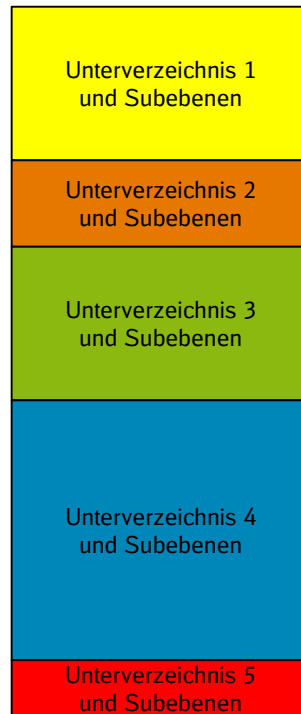 Unterverzeichnis 1
und Subebenen
Unterverzeichnis 2
und Subebenen
Unterverzeichnis 3
und Subebenen
Unterverzeichnis 4
und Subebenen
Unterverzeichnis 5
und Subebenen